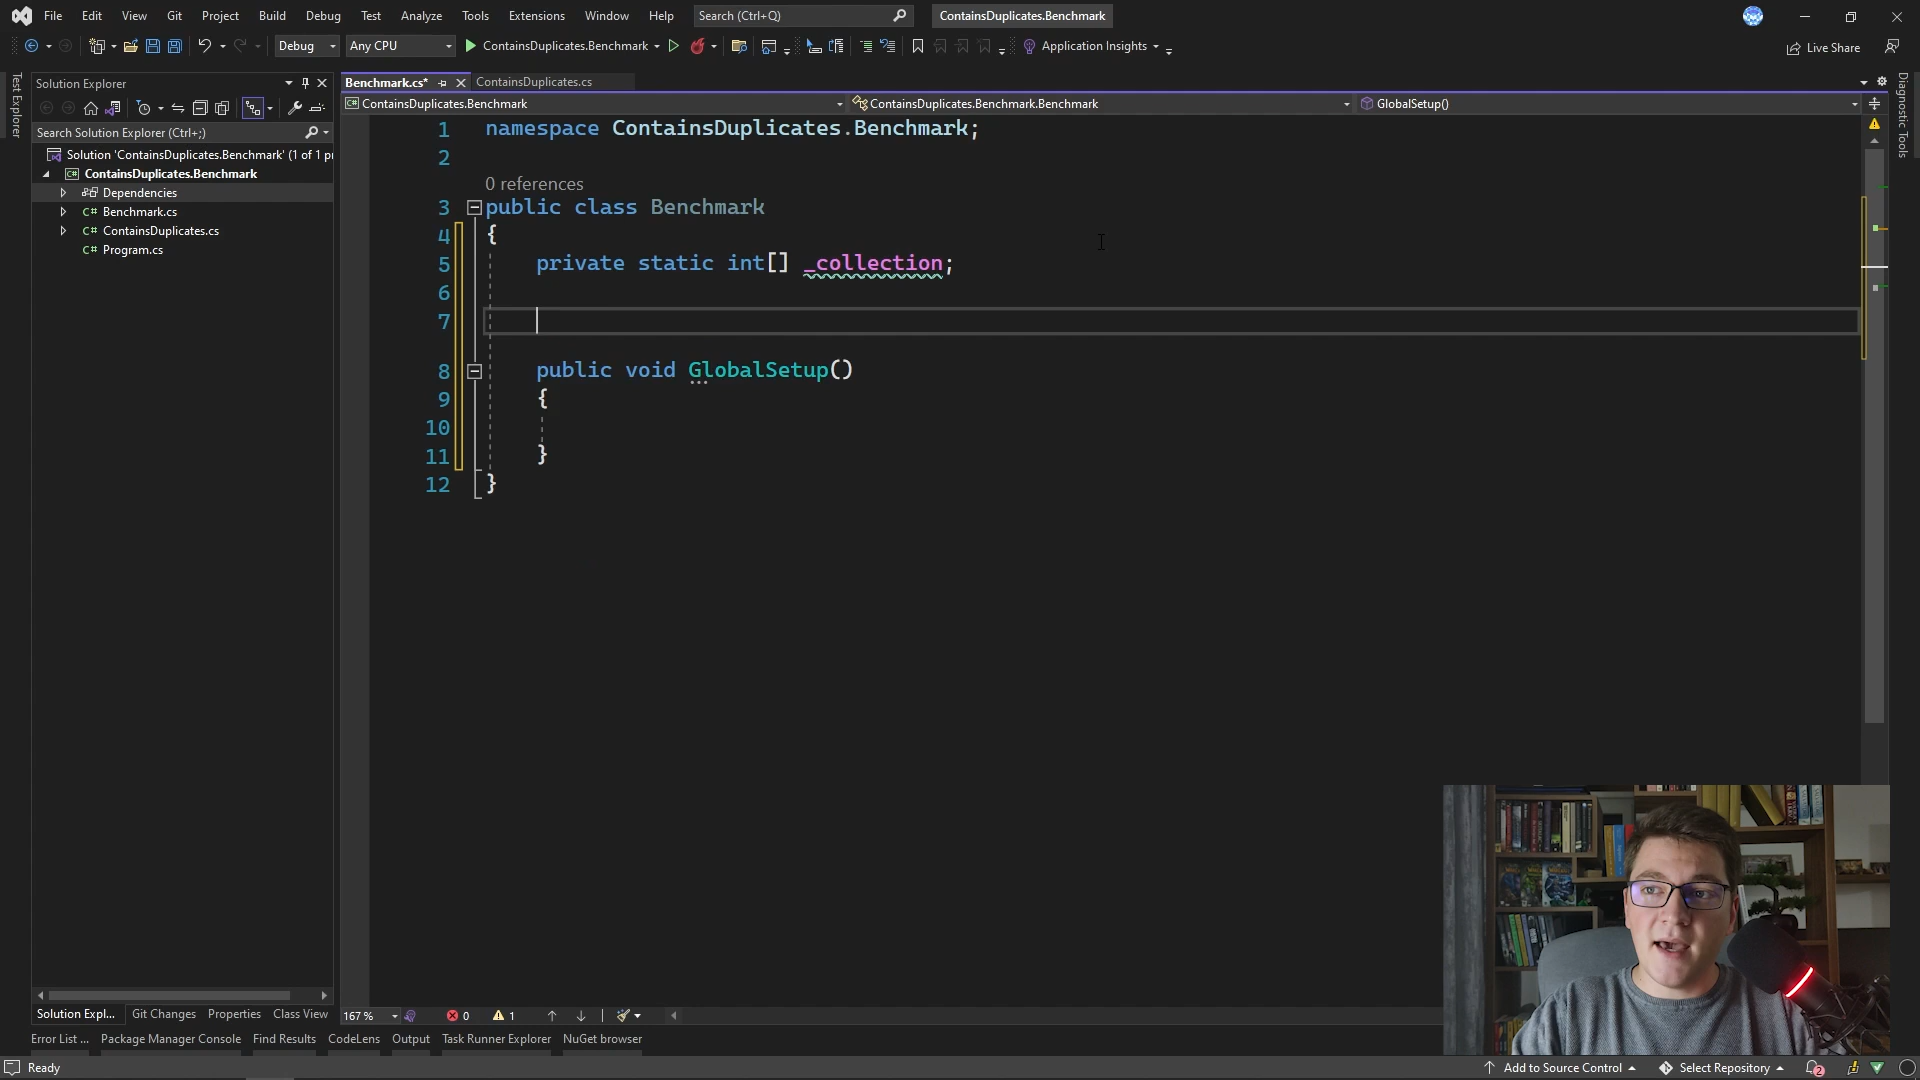 File Edit View Git Project Build Debug Test Analyze Tools Extensions Window Help Search (Ctrl+Q) ContainsDuplicates.Benchmark
Debug Any CPU ContainsDuplicates.Benchmark Application Insights Live Share
Test Explorer
Solution Explorer
Search Solution Explorer (Ctrl+;)
Solution 'ContainsDuplicates.Benchmark' (1 of 1 pr
C# ContainsDuplicates.Benchmark
Dependencies
C# Benchmark.cs
C# ContainsDuplicates.cs
C# Program.cs
Benchmark.cs* ContainsDuplicates.cs
C# ContainsDuplicates.Benchmark ContainsDuplicates.Benchmark.Benchmark GlobalSetup()
Diagnostic Tools
1 namespace ContainsDuplicates.Benchmark;
2
0 references
3 public class Benchmark
4 {
5 private static int[] _collection;
6
7
8 public void GlobalSetup()
9 {
10
11 }
12 }
Solution Expl... Git Changes Properties Class View
167 % 0 1
Error List ... Package Manager Console Find Results CodeLens Output Task Runner Explorer NuGet browser
Ready Add to Source Control Select Repository 2